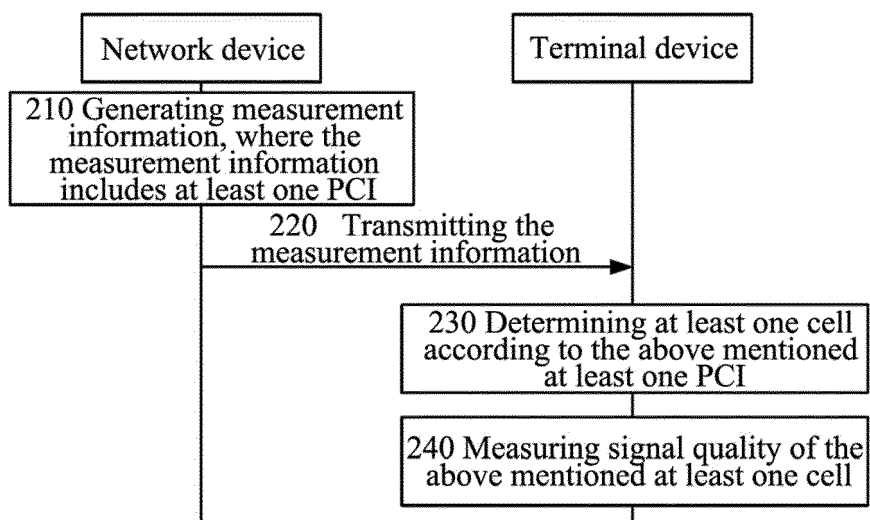 Network device
Terminal device
210 Generating measurement
information, where the
measurement information
includes at least one PCI
220 Transmitting the
measurement information
230 Determining at least one cell
according to the above mentioned
at least one PCI
240 Measuring signal quality of the
above mentioned at least one cell